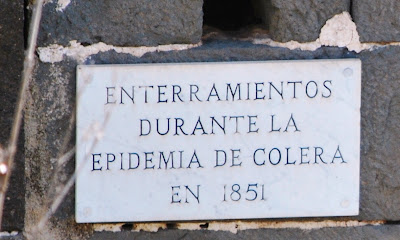 ENTERRAMIENTOS
DURANTE LA
EPIDEMIA DE COLERA
EN 1851